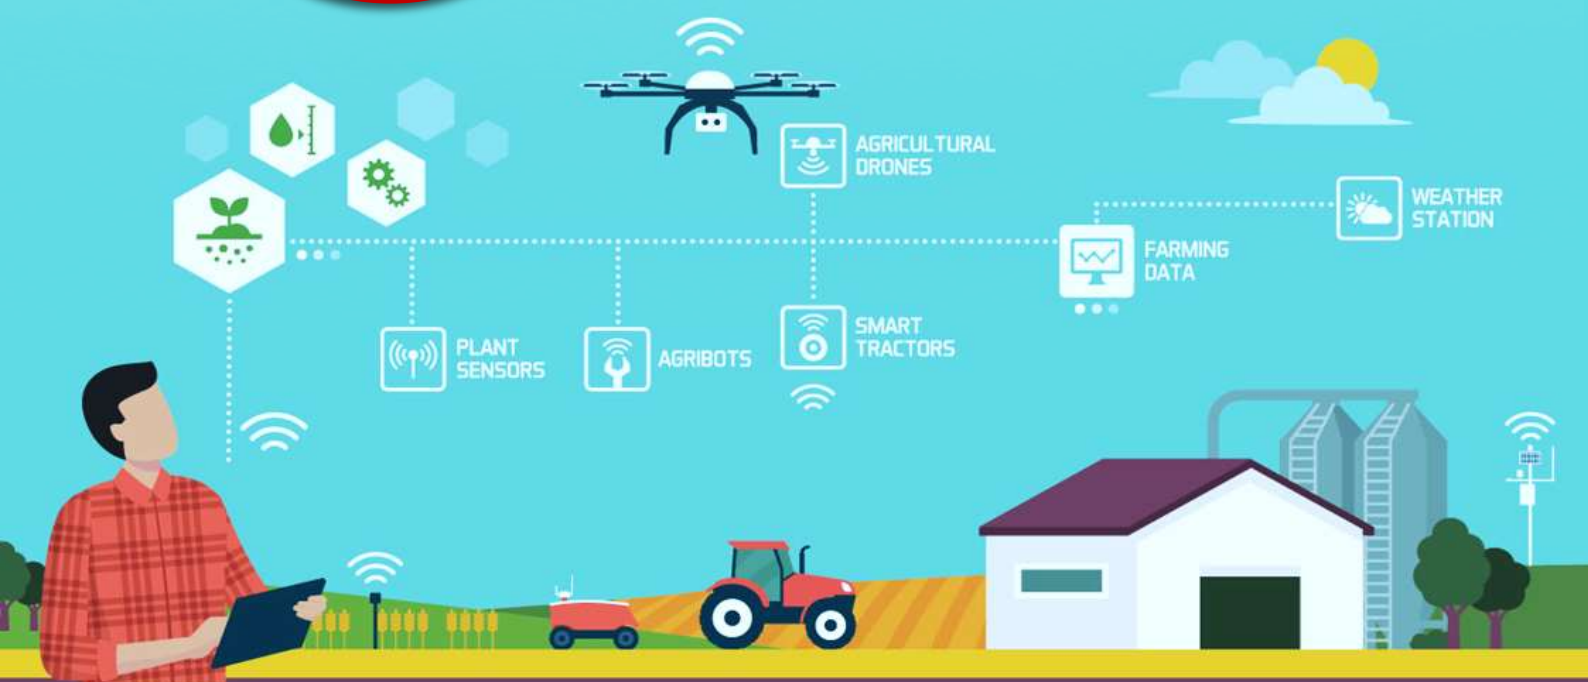 AGRICULTURAL
DRONES
WEATHER
STATION
FARMING
DATA
PLANT
SENSORS
AGRIBOTS
SMART
TRACTORS